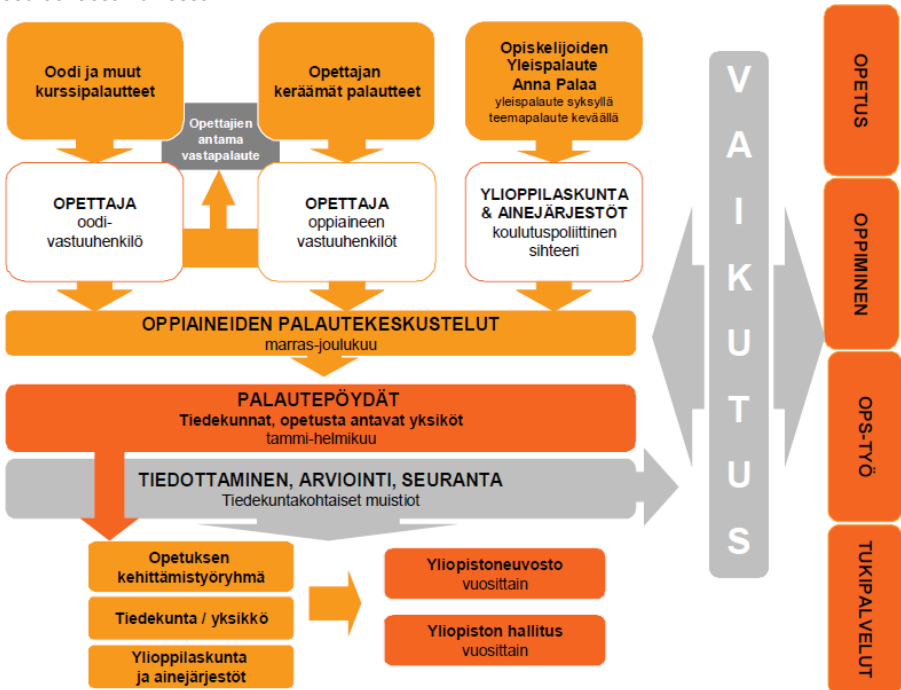 Oodi ja muut
kurssipalautteet
Opettajan
keräämät palautteet
Opiskelijoiden
Yleispalaute
Anna Palaa
yleispalaute syksyllä
teemapalaute keväällä
Opettajien
antama
vastapalaute
OPETTAJA
oodi-
vastuuhenkilö
OPETTAJA
oppiaineen
vastuuhenkilöt
YLIOPPILASKUNTA
& AINEJÄRJESTÖT
koulutuspoliittinen
sihteeri
OPPIAINEIDEN PALAUTEKESKUSTELUT
marras-joulukuu
PALAUTEPÖYDÄT
Tiedekunnat, opetusta antavat yksiköt
tammi-helmikuu
TIEDOTTAMINEN, ARVIOINTI, SEURANTA
Tiedekuntakohtaiset muistiot
Opetuksen
kehittämistyöryhmä
Tiedekunta / yksikkö
Ylioppilaskunta
ja ainejärjestöt
Yliopistoneuvosto
vuosittain
Yliopiston hallitus
vuosittain
VAIKUTUS
OPETUS
OPPIMINEN
OPS-TYÖ
TUKIPALVELUT